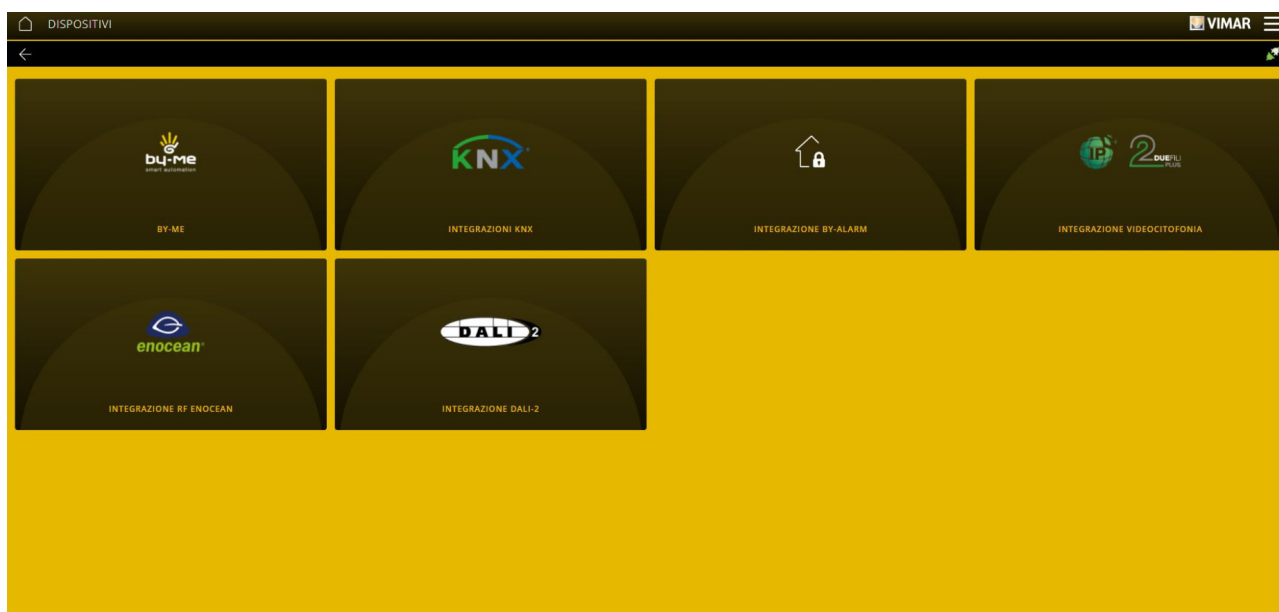 DISPOSITIVI
VIMAR
by-me
smart automation
BY-ME
KNX
INTEGRAZIONI KNX
INTEGRAZIONE BY-ALARM
IP 2 DUEFILI
PLUS
INTEGRAZIONE VIDEOCITOFONIA
enocean®
INTEGRAZIONE RF ENOCEAN
DALI 2
INTEGRAZIONE DALI-2